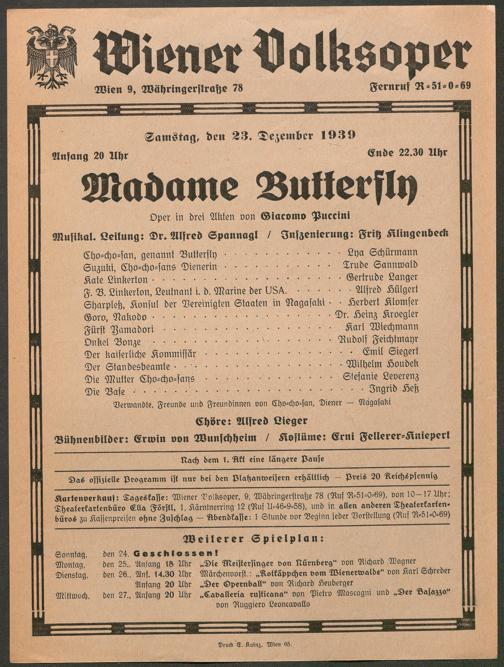 Wiener Volksoper
Wien 9, Währingerstraße 78 Fernruf R=51=0=69
Samstag, den 23. Dezember 1939
Anfang 20 Uhr Ende 22.30 Uhr
Madame Butterfly
Oper in drei Akten von Giacomo Puccini
Musikal. Leitung: Dr. Alfred Spannagl / Inszenierung: Fritz Klingenbeck
Cho=cho=san, genannt Butterfly Lya Schürmann
Suzuki, Cho=cho=sans Dienerin Trude Sannwald
Kate Linkerton Gertrude Langer
F. B. Linkerton, Leutnant i. d. Marine der USA. Alfred Hülgert
Sharpleß, Konsul der Vereinigten Staaten in Nagasaki Herbert Klomser
Goro, Nakodo Dr. Heinz Kroegler
Fürst Yamadori Karl Wiechmann
Onkel Bonze Rudolf Feichtmayr
Der kaiserliche Kommissär Emil Siegert
Der Standesbeamte Wilhelm Houdek
Die Mutter Cho=cho=sans Stefanie Leverenz
Die Base Ingrid Heß
Verwandte, Freunde und Freundinnen von Cho=cho=san, Diener — Nagasaki
Chöre: Alfred Lieger
Bühnenbilder: Erwin von Wunschheim / Kostüme: Erni Fellerer=Knieperl
Nach dem 1. Akt eine längere Pause
Das offizielle Programm ist nur bei den Platzanweisern erhältlich — Preis 20 Reichspfennig
Kartenverkauf: Tageskasse: Wiener Volksoper, 9, Währingerstraße 78 (Ruf R=51=0=69), von 10—17 Uhr;
Theaterkartenbüro Ella Förstl, 1, Kärntnerring 12 (Ruf U=46=9=58), und in allen anderen Theaterkarten=
büros zu Kassenpreisen ohne Zuschlag — Abendkasse: 1 Stunde vor Beginn jeder Vorstellung (Ruf R=51=0=69)
Weiterer Spielplan:
Sonntag, den 24. Geschlossen!
Montag, den 25., Anfang 18 Uhr „Die Meistersinger von Nürnberg“ von Richard Wagner
Dienstag, den 26., Anf. 14.30 Uhr Märchenvorst.: „Rotkäppchen vom Wienerwalde“ von Karl Schreder
Anfang 20 Uhr „Der Opernball“ von Richard Heuberger
Mittwoch, den 27., Anfang 20 Uhr „Cavalleria rusticana“ von Pietro Mascagni und „Der Bajazzo“
von Ruggiero Leoncavallo
Druck E. Kainz, Wien 65.